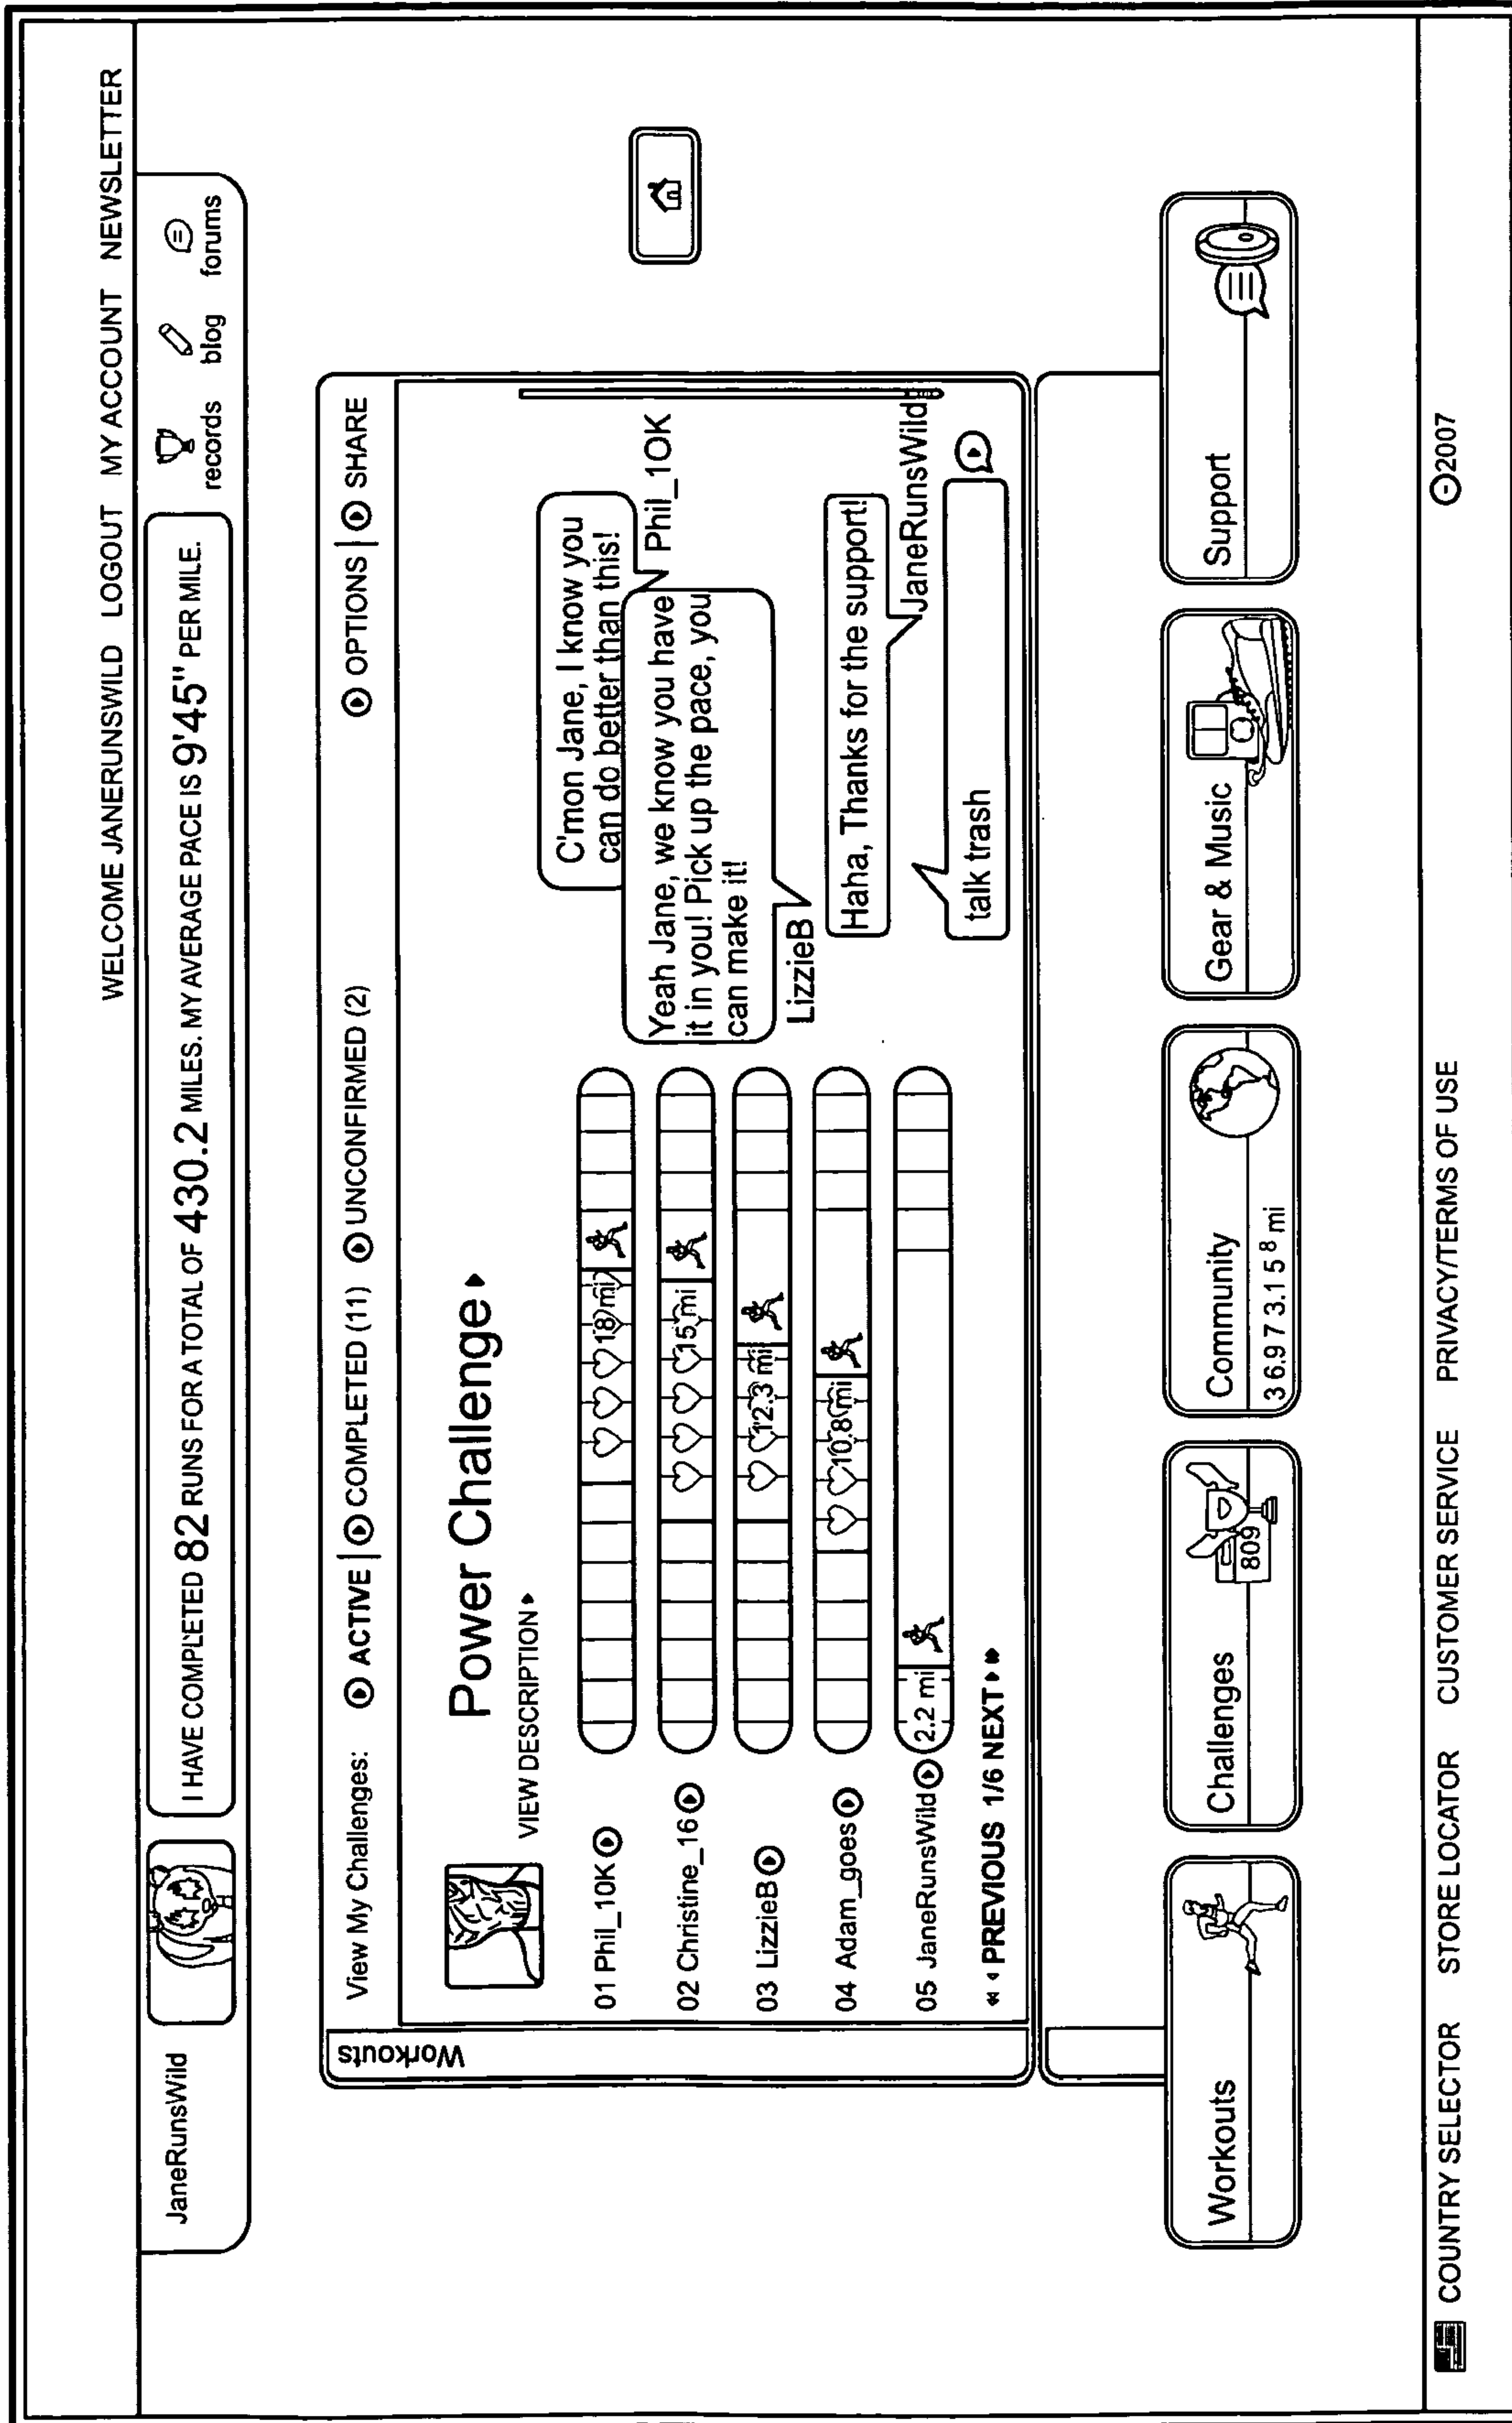 WELCOME JANERUNSWILD LOGOUT MY ACCOUNT NEWSLETTER
JaneRunsWild
I HAVE COMPLETED 82 RUNS FOR A TOTAL OF 430.2 MILES. MY AVERAGE PACE IS 9'45" PER MILE.
records blog forums
View My Challenges: ACTIVE | COMPLETED (11) UNCONFIRMED (2) OPTIONS | SHARE
Workouts
Power Challenge
VIEW DESCRIPTION
01 Phil_10K 18 mi
02 Christine_16 15 mi
03 LizzieB 12.3 mi
04 Adam_goes 10.8 mi
05 JaneRunsWild 2.2 mi
PREVIOUS 1/6 NEXT
C'mon Jane, I know you
can do better than this!
Phil_1OK
Yeah Jane, we know you have
it in you! Pick up the pace, you
can make it!
LizzieB
Haha, Thanks for the support!
JaneRunsWild
talk trash
Workouts
Challenges
809
Community
3 6.9 7 3.1 5 8 mi
Gear & Music
Support
COUNTRY SELECTOR STORE LOCATOR CUSTOMER SERVICE PRIVACY/TERMS OF USE
2007